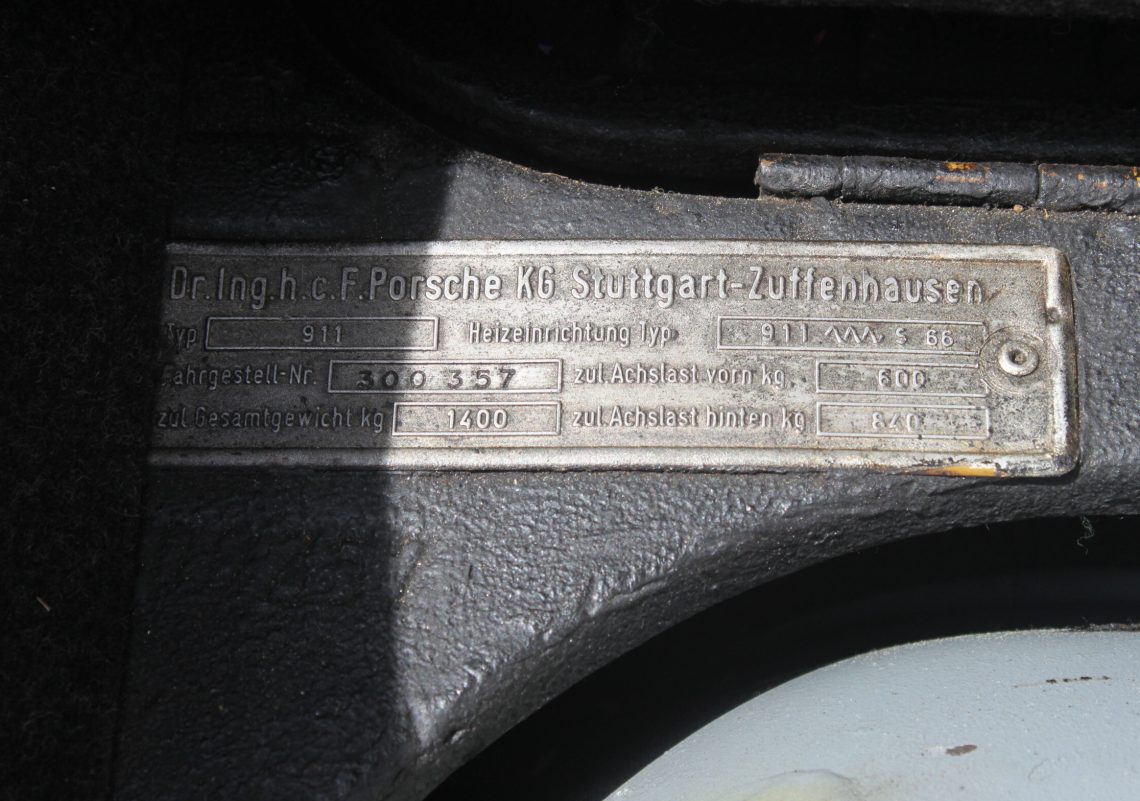 Dr.Ing.h.c.F.Porsche KG Stuttgart-Zuffenhausen
Typ 911 Heizeinrichtung Typ 911 ^^^ S 66
Fahrgestell-Nr. 300 357 zul Achslast vorn kg 600
zul Gesamtgewicht kg 1400 zul Achslast hinten kg 840